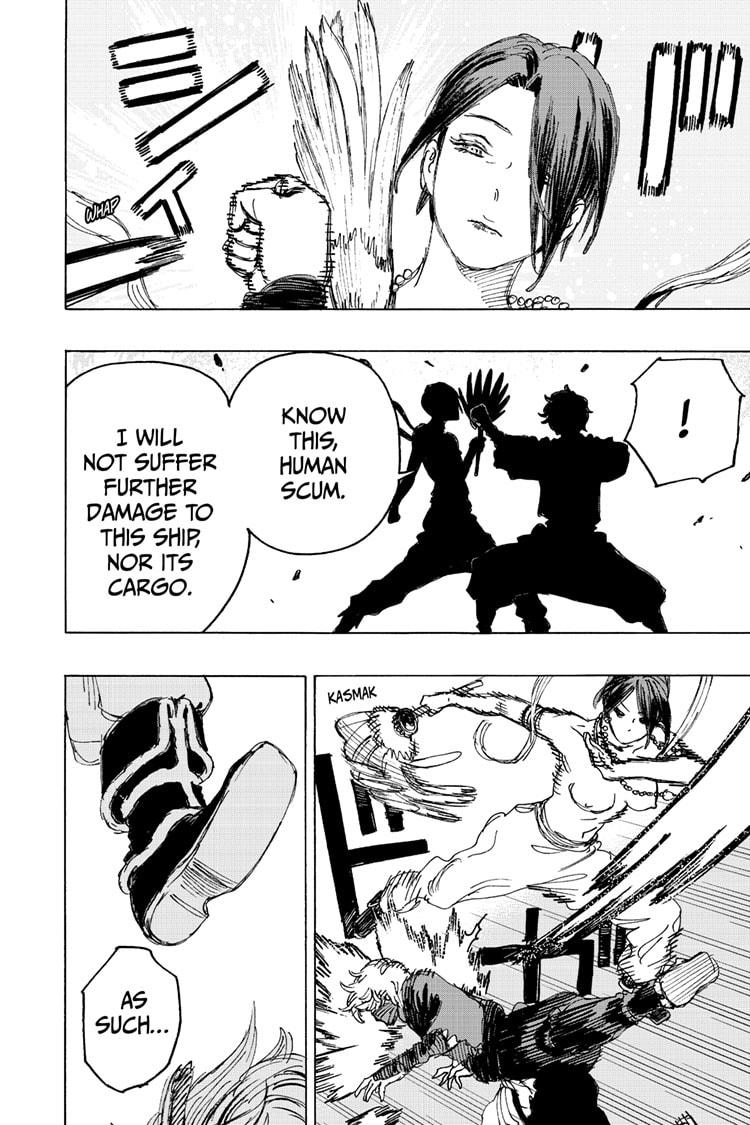 WHAP
!
KNOW
THIS,
HUMAN
SCUM.
I WILL
NOT SUFFER
FURTHER
DAMAGE TO
THIS SHIP,
NOR ITS
CARGO.
KASMAK
AS
SUCH...